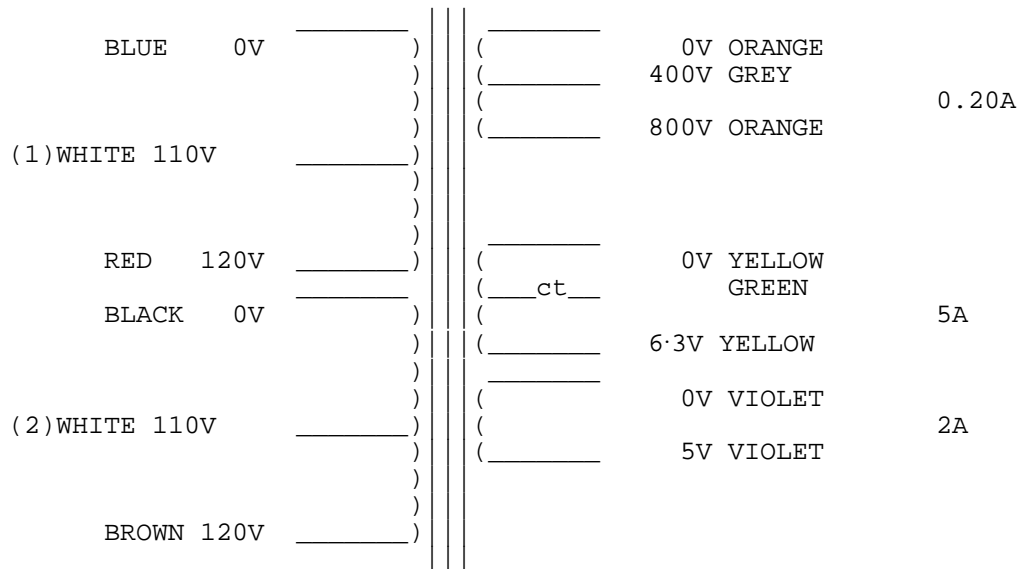 BLUE 0V
0V ORANGE
400V GREY
0.20A
800V ORANGE
(1)WHITE 110V
RED 120V
0V YELLOW
ct GREEN
BLACK 0V
5A
6·3V YELLOW
0V VIOLET
(2)WHITE 110V
2A
5V VIOLET
BROWN 120V